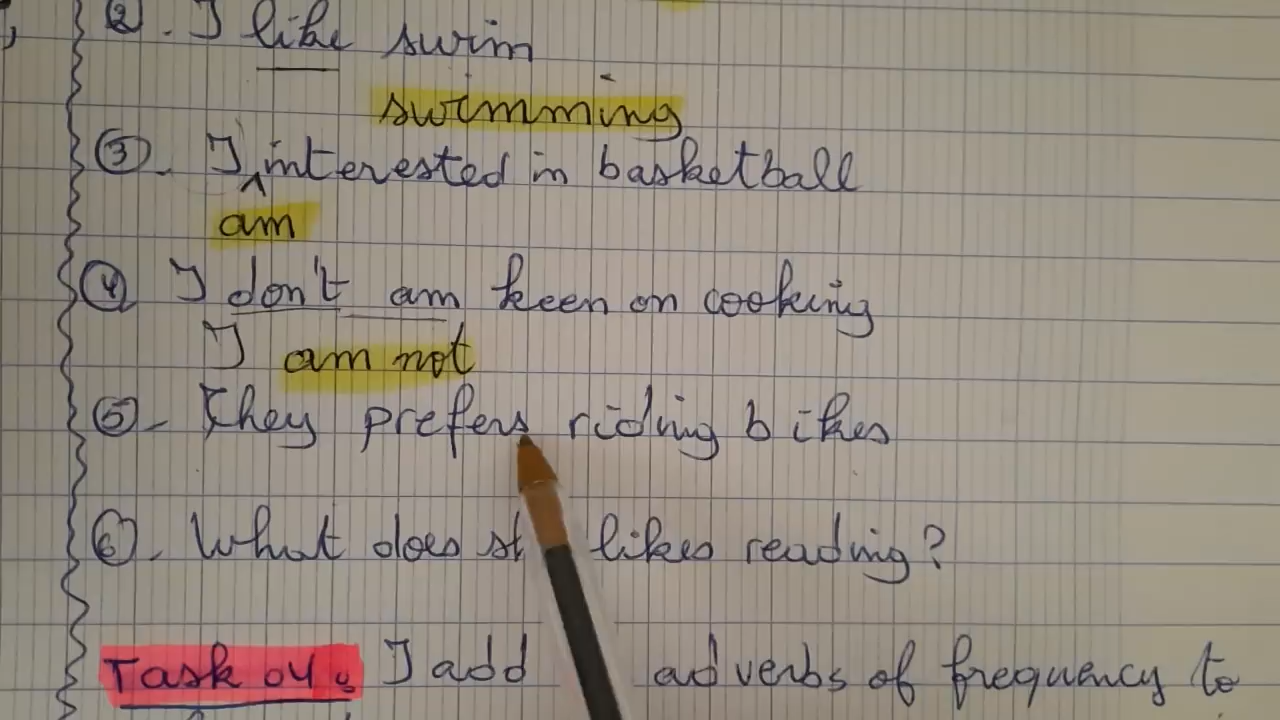 ②. I like swim
swimming
③. I interested in basketball
am
④ I don't am keen on cooking
I am not
⑤- They prefers riding bikes
⑥. What does likes reading?
Task 04: I add adverbs of frequency to